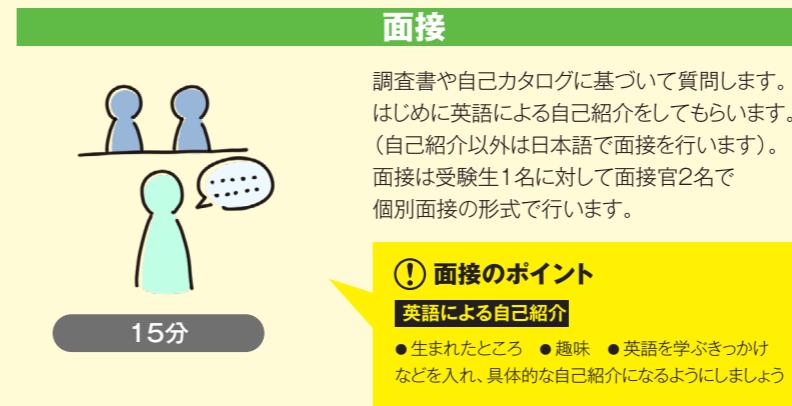 面接
調査書や自己カタログに基づいて質問します。
はじめに英語による自己紹介をしてもらいます。
（自己紹介以外は日本語で面接を行います）。
面接は受験生1名に対して面接官2名で
個別面接の形式で行います。
15分
! 面接のポイント
英語による自己紹介
●生まれたところ ●趣味 ●英語を学ぶきっかけ
などを入れ、具体的な自己紹介になるようにしましょう